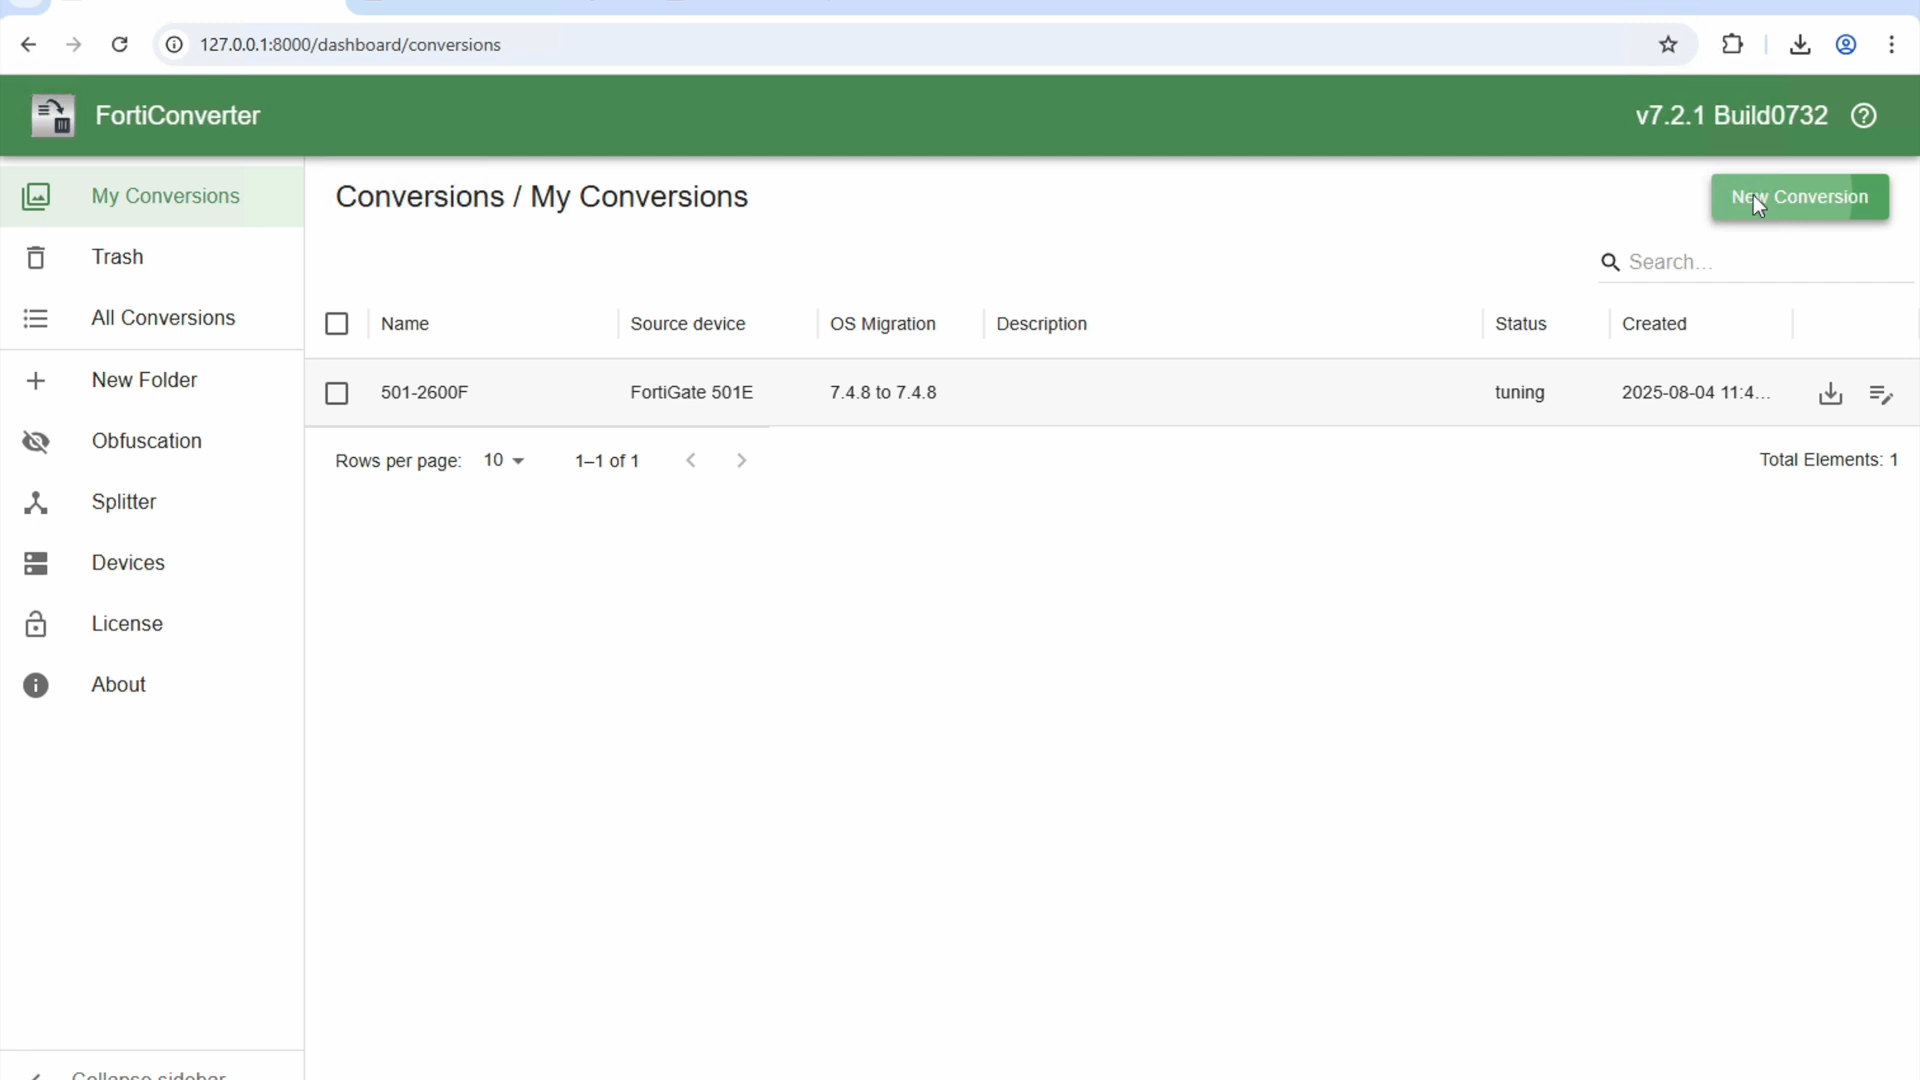 127.0.0.1:8000/dashboard/conversions
FortiConverter
v7.2.1 Build0732
My Conversions
Trash
All Conversions
New Folder
Obfuscation
Splitter
Devices
License
About
Collapse sidebar
Conversions / My Conversions
New Conversion
Search...
Name Source device OS Migration Description Status Created
501-2600F FortiGate 501E 7.4.8 to 7.4.8 tuning 2025-08-04 11:4...
Rows per page: 10 1–1 of 1 Total Elements: 1